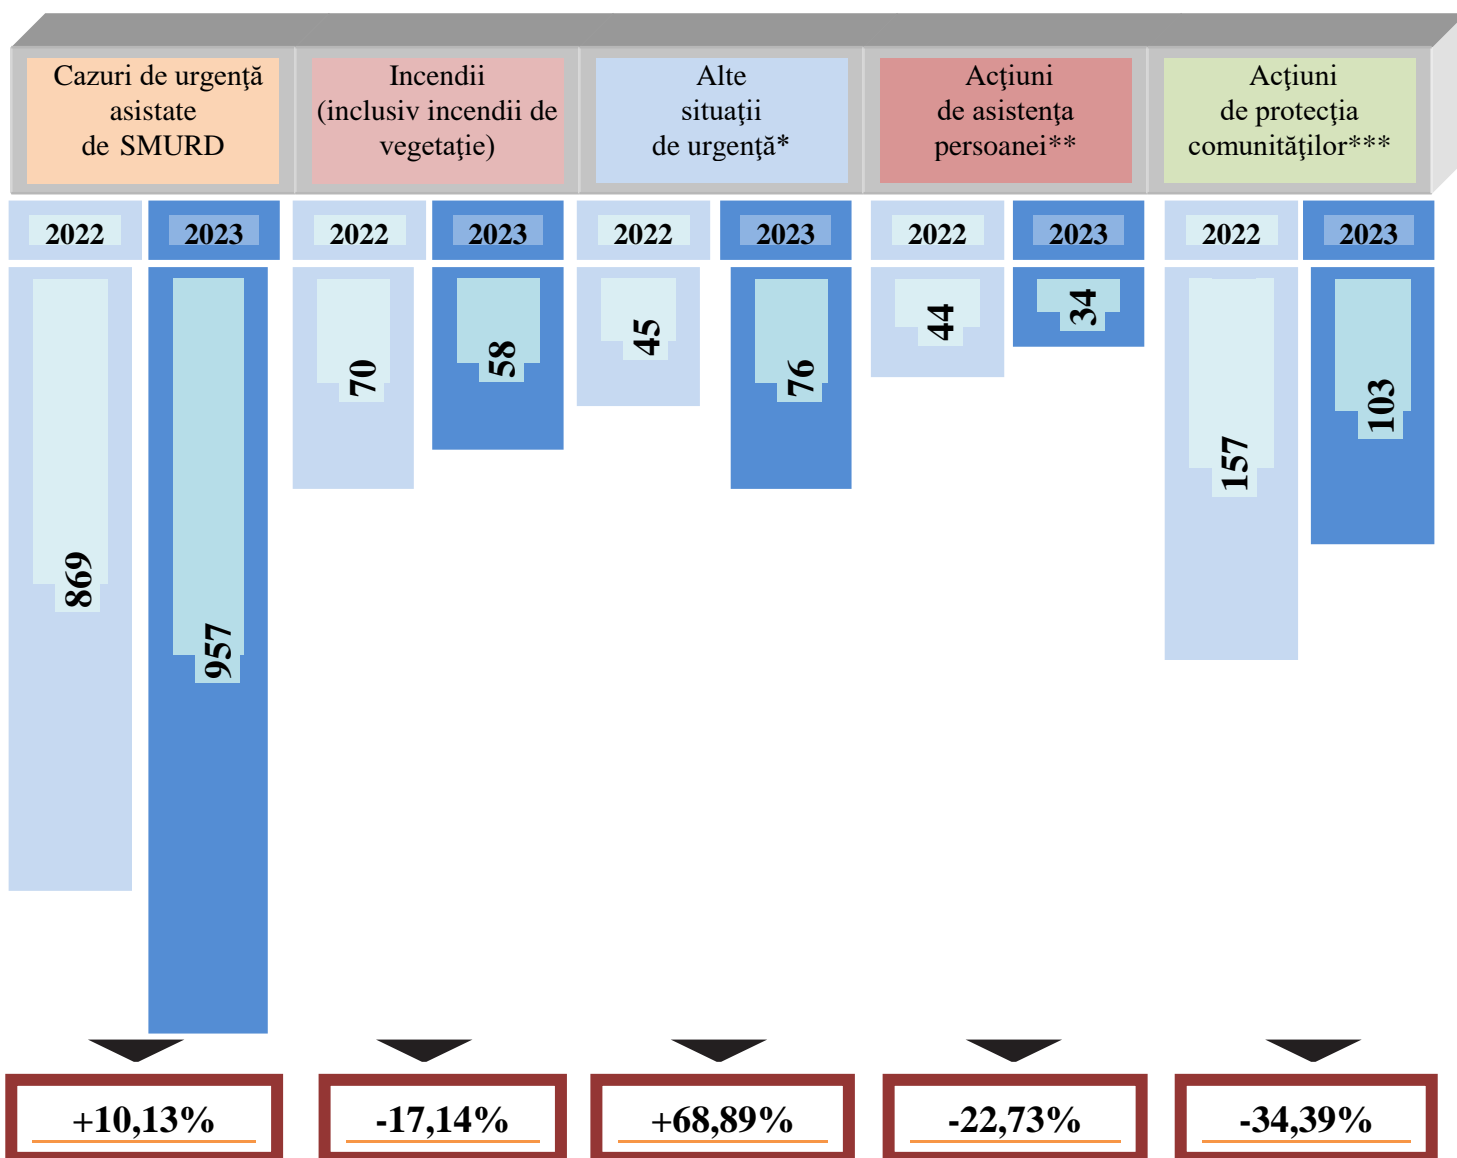 Cazuri de urgenţă
asistate
de SMURD
Incendii
(inclusiv incendii de
vegetaţie)
Alte
situaţii
de urgenţă*
Acţiuni
de asistenţa
persoanei**
Acţiuni
de protecţia
comunităţilor***
2022
2023
2022
2023
2022
2023
2022
2023
2022
2023
869
957
70
58
45
76
44
34
157
103
+10,13%
-17,14%
+68,89%
-22,73%
-34,39%